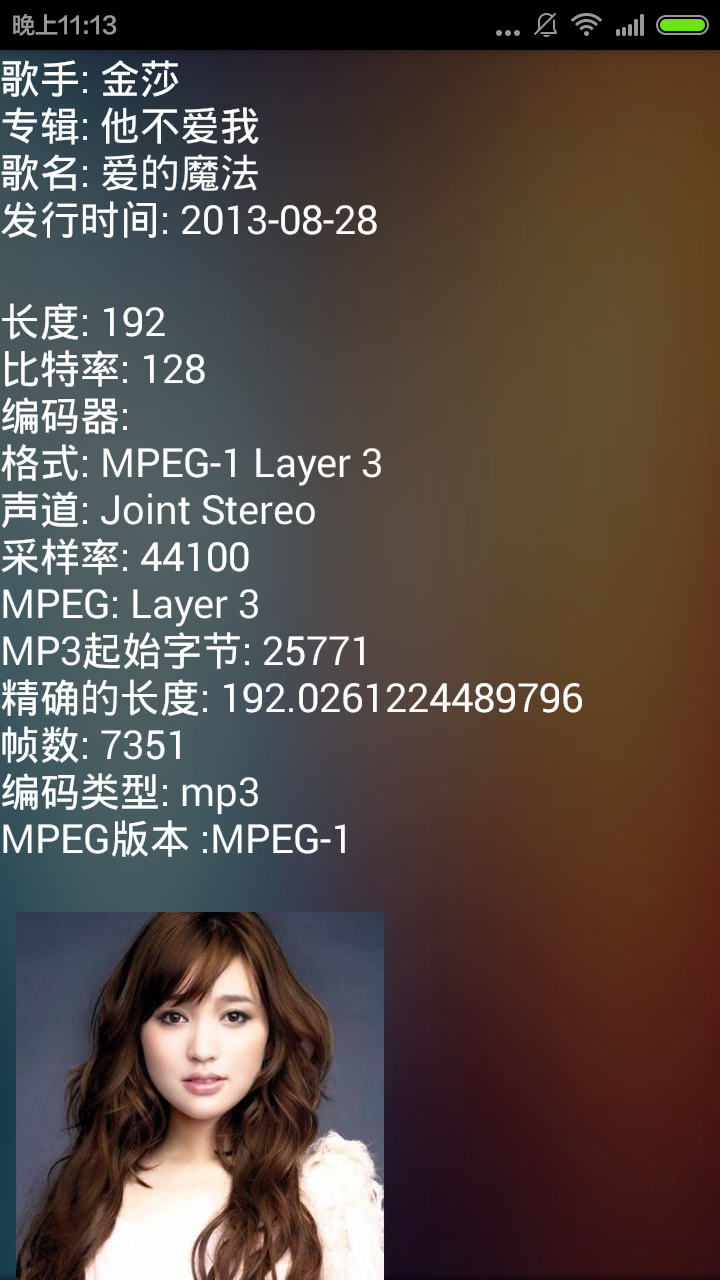 晚上11:13
歌手: 金莎
专辑: 他不爱我
歌名: 爱的魔法
发行时间: 2013-08-28
长度: 192
比特率: 128
编码器:
格式: MPEG-1 Layer 3
声道: Joint Stereo
采样率: 44100
MPEG: Layer 3
MP3起始字节: 25771
精确的长度: 192.0261224489796
帧数: 7351
编码类型: mp3
MPEG版本 :MPEG-1